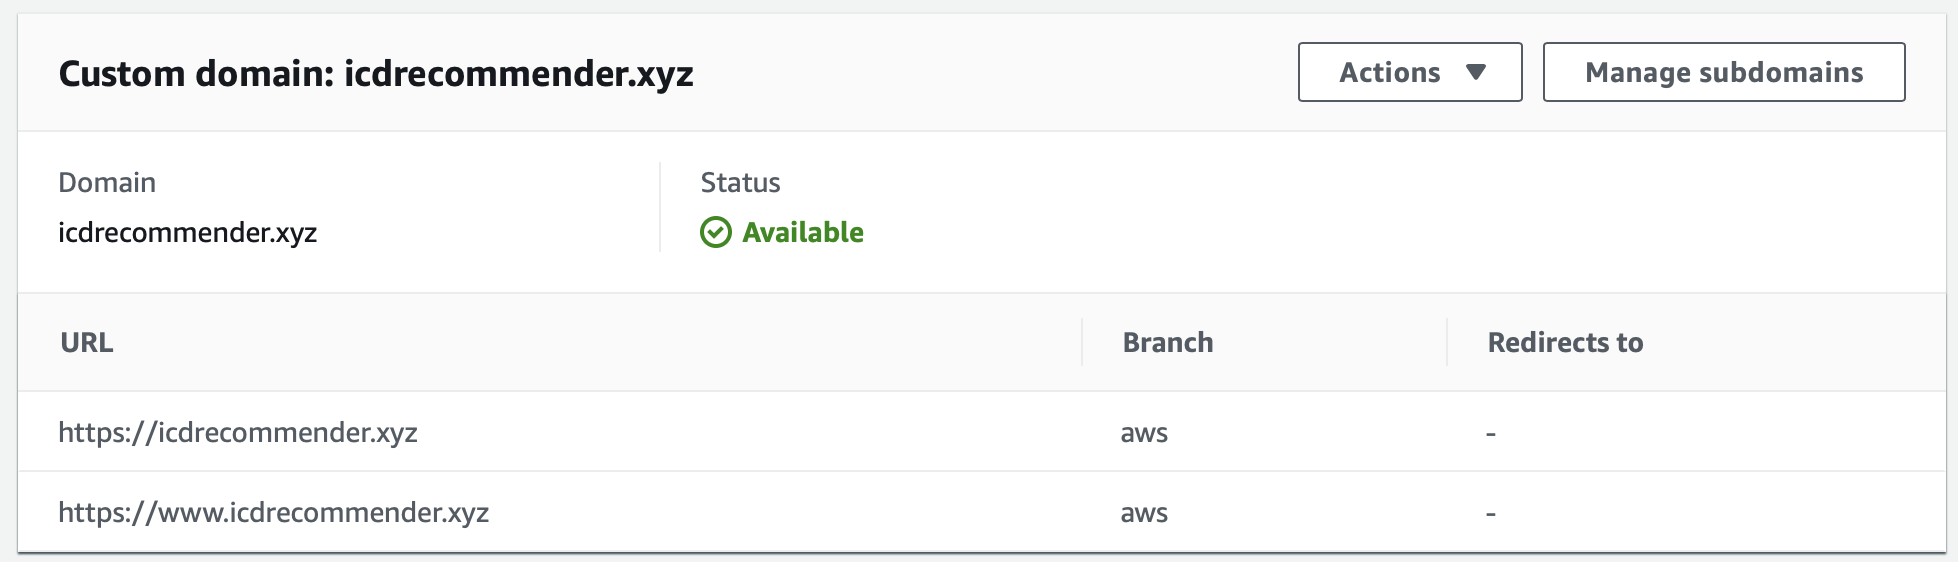 Custom domain: icdrecommender.xyz
Actions
Manage subdomains
Domain
Status
icdrecommender.xyz
Available
URL
Branch
Redirects to
https://icdrecommender.xyz
aws
-
https://www.icdrecommender.xyz
aws
-